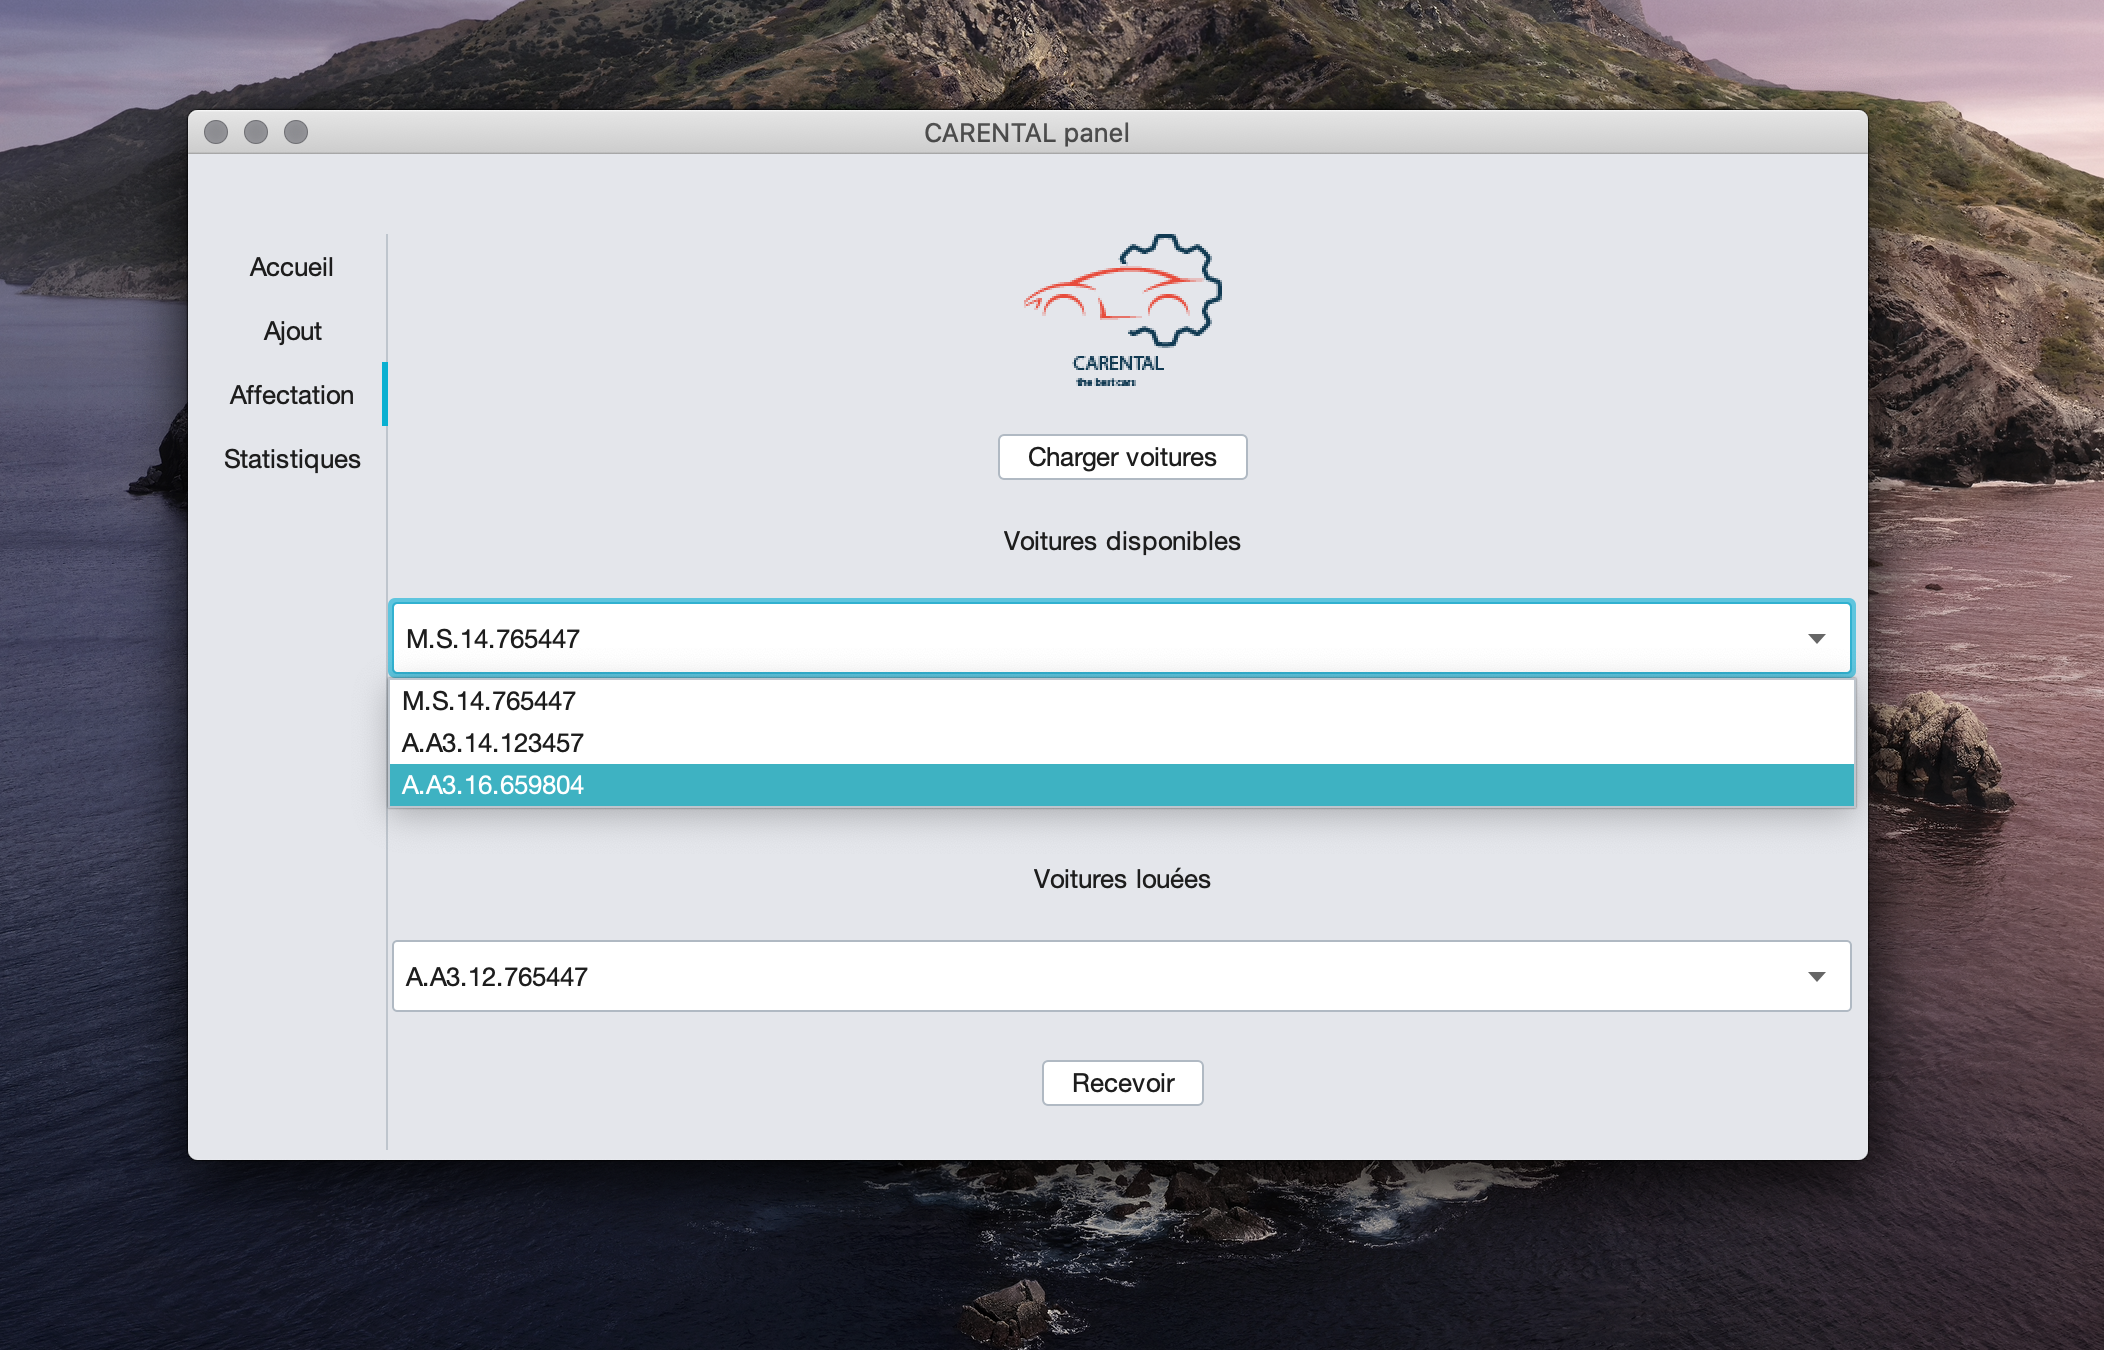 CARENTAL panel
Accueil
Ajout
Affectation
Statistiques
CARENTAL
the best cars
Charger voitures
Voitures disponibles
M.S.14.765447
M.S.14.765447
A.A3.14.123457
A.A3.16.659804
Voitures louées
A.A3.12.765447
Recevoir